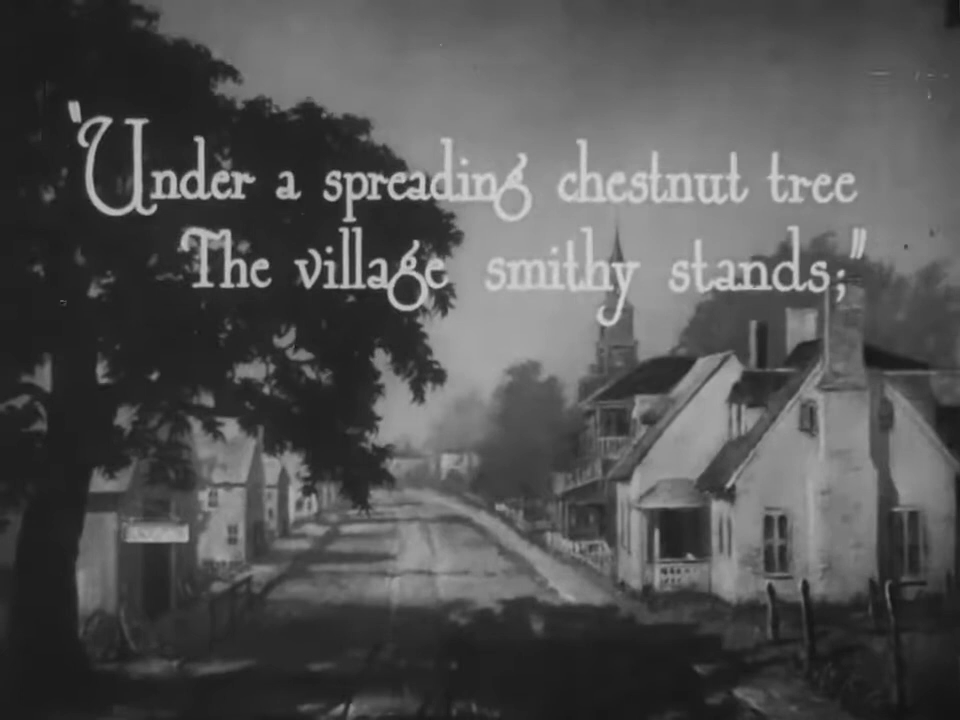 "Under a spreading chestnut tree
The village smithy stands;"